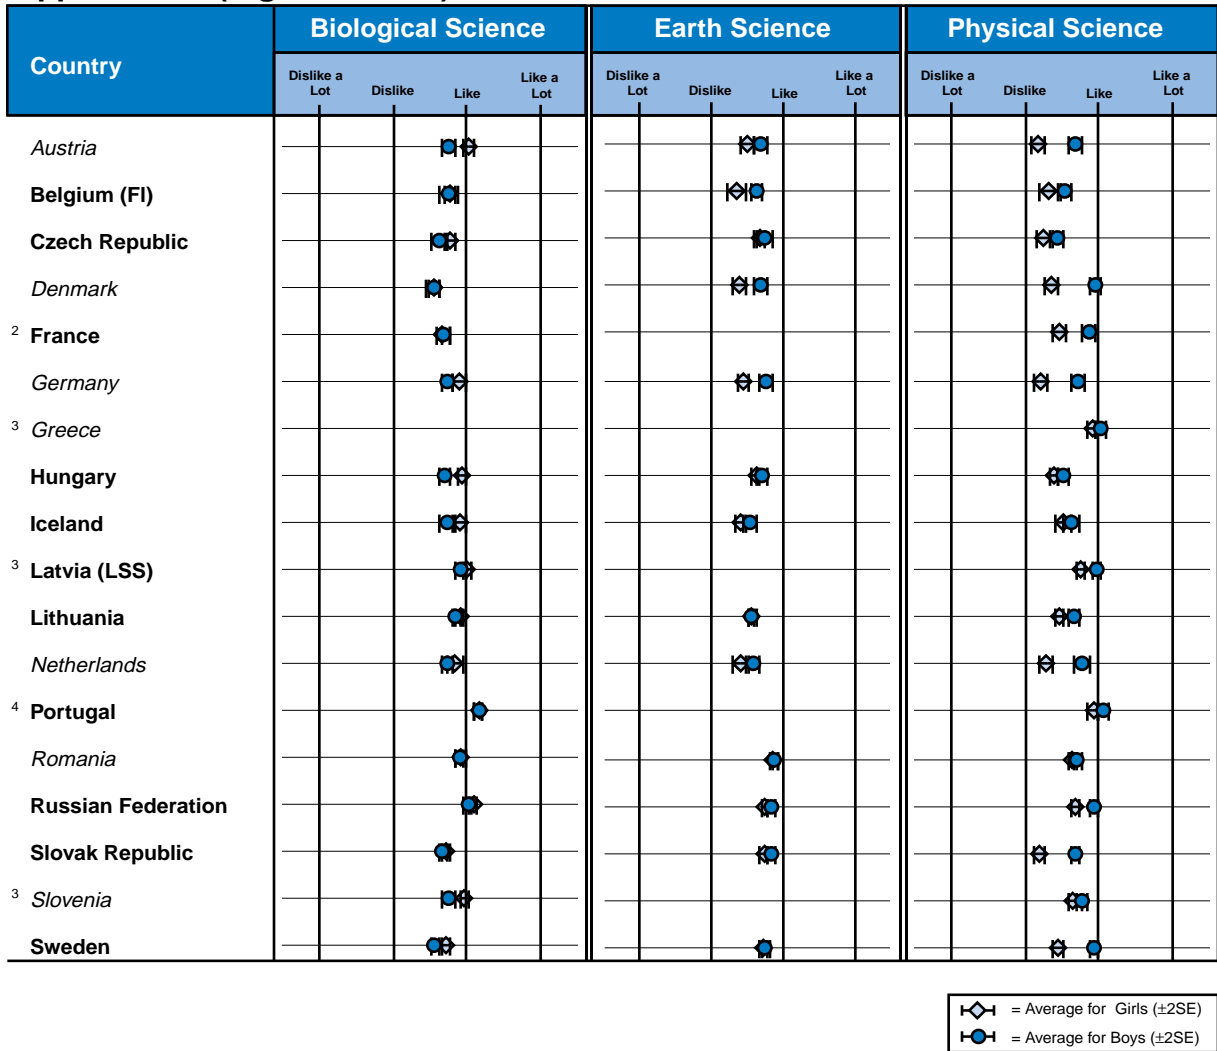 Biological Science Earth Science Physical Science
Country
Dislike a Lot Dislike Like Like a Lot Dislike a Lot Dislike Like Like a Lot Dislike a Lot Dislike Like Like a Lot
Austria
Belgium (Fl)
Czech Republic
Denmark
2 France
Germany
3 Greece
Hungary
Iceland
3 Latvia (LSS)
Lithuania
Netherlands
4 Portugal
Romania
Russian Federation
Slovak Republic
3 Slovenia
Sweden
= Average for Girls (±2SE)
= Average for Boys (±2SE)